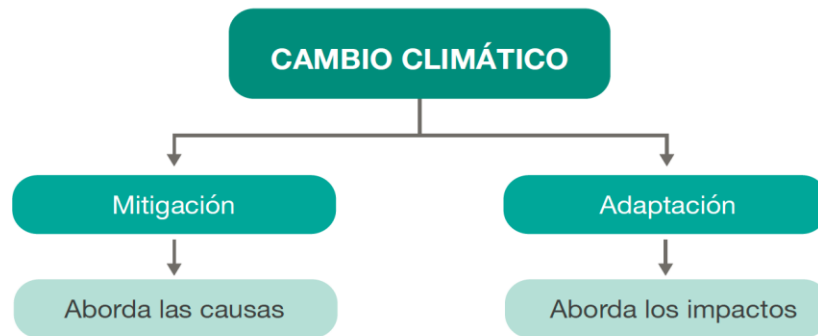 CAMBIO CLIMÁTICO
Mitigación
Adaptación
Aborda las causas
Aborda los impactos